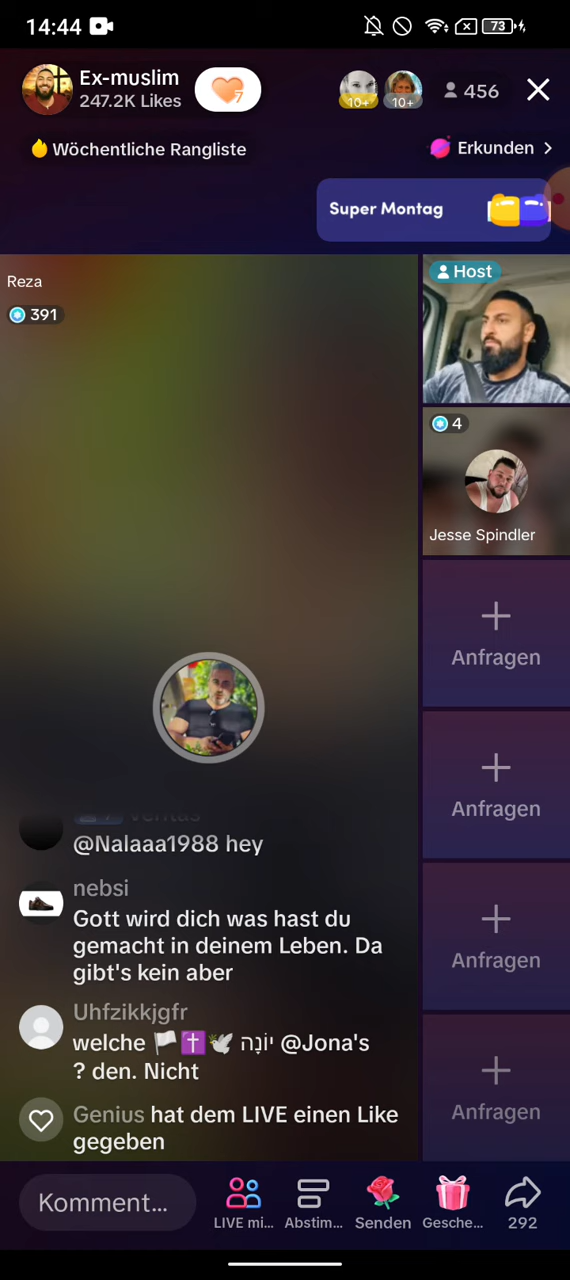 14:44
73
Ex-muslim
247.2K Likes
7
10+
10+
456
Wöchentliche Rangliste
Erkunden
Super Montag
Reza
391
Host
4
Jesse Spindler
Anfragen
Anfragen
Anfragen
Anfragen
@Nalaaa1988 hey
nebsi
Gott wird dich was hast du
gemacht in deinem Leben. Da
gibt's kein aber
Uhfzikkjgfr
welche 🏳️✝️🕊️ יוֹנָה @Jona's
? den. Nicht
Genius hat dem LIVE einen Like
gegeben
Komment...
LIVE mi...
Abstim...
Senden
Gesche...
292